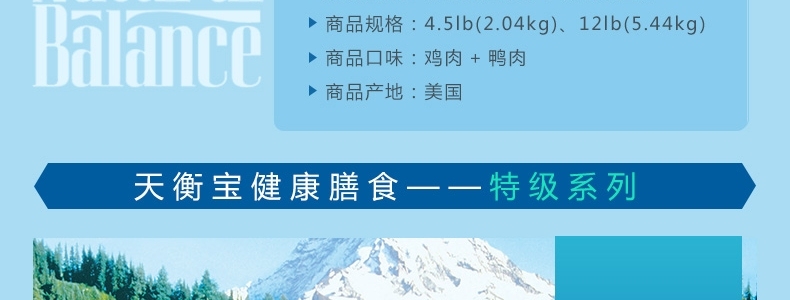 Balance
商品规格：4.5lb(2.04kg)、12lb(5.44kg)
商品口味：鸡肉 + 鸭肉
商品产地：美国
天衡宝健康膳食——特级系列